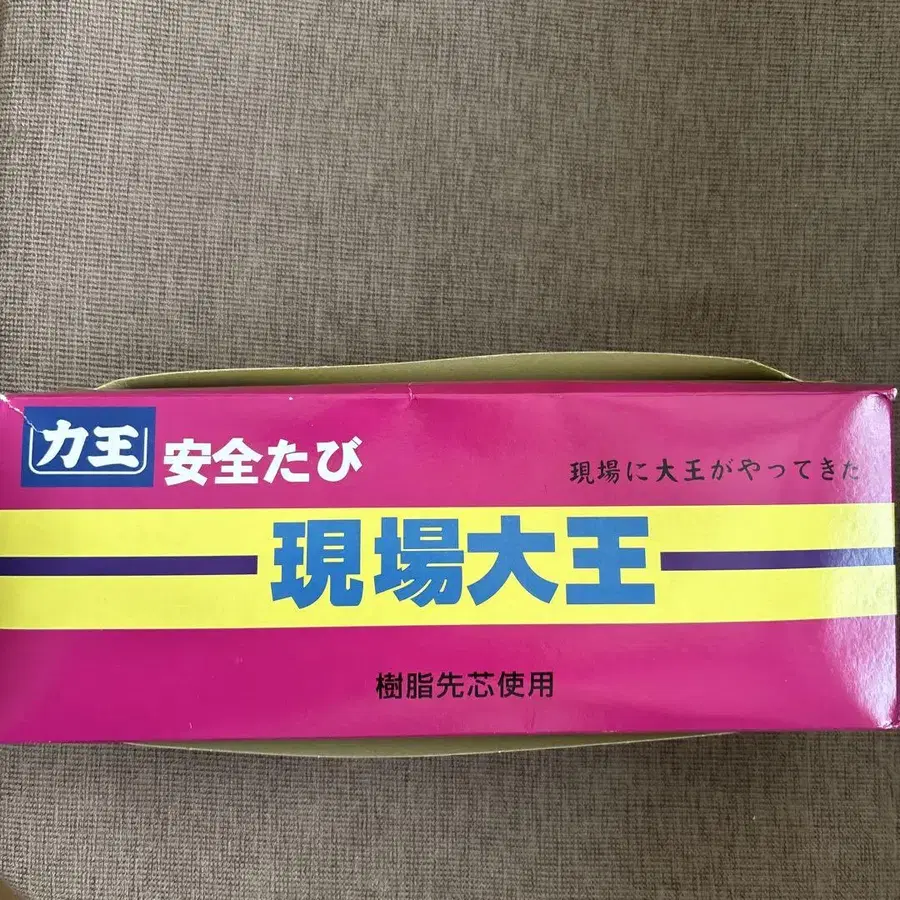 力王
安全たび
現場に大王がやってきた
現場大王
樹脂先芯使用